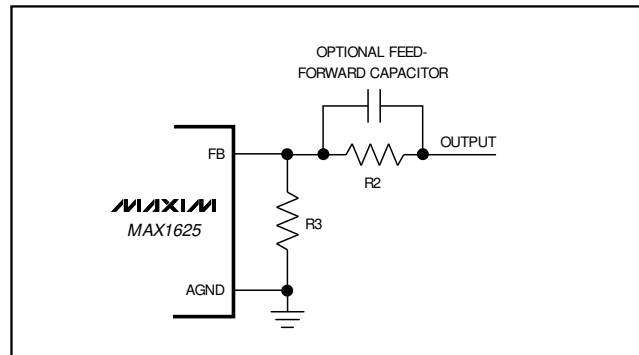 OPTIONAL FEED-
FORWARD CAPACITOR
FB
OUTPUT
R2
MAXIM
MAX1625
R3
AGND